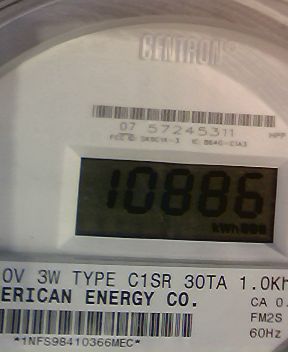 CENTRON®
07 57245311
10886
kWh
0V 3W TYPE C1SR 30TA 1.0Kh
ERICAN ENERGY CO.
CA 0.
FM2S
60Hz
*1NFS98410366MEC*